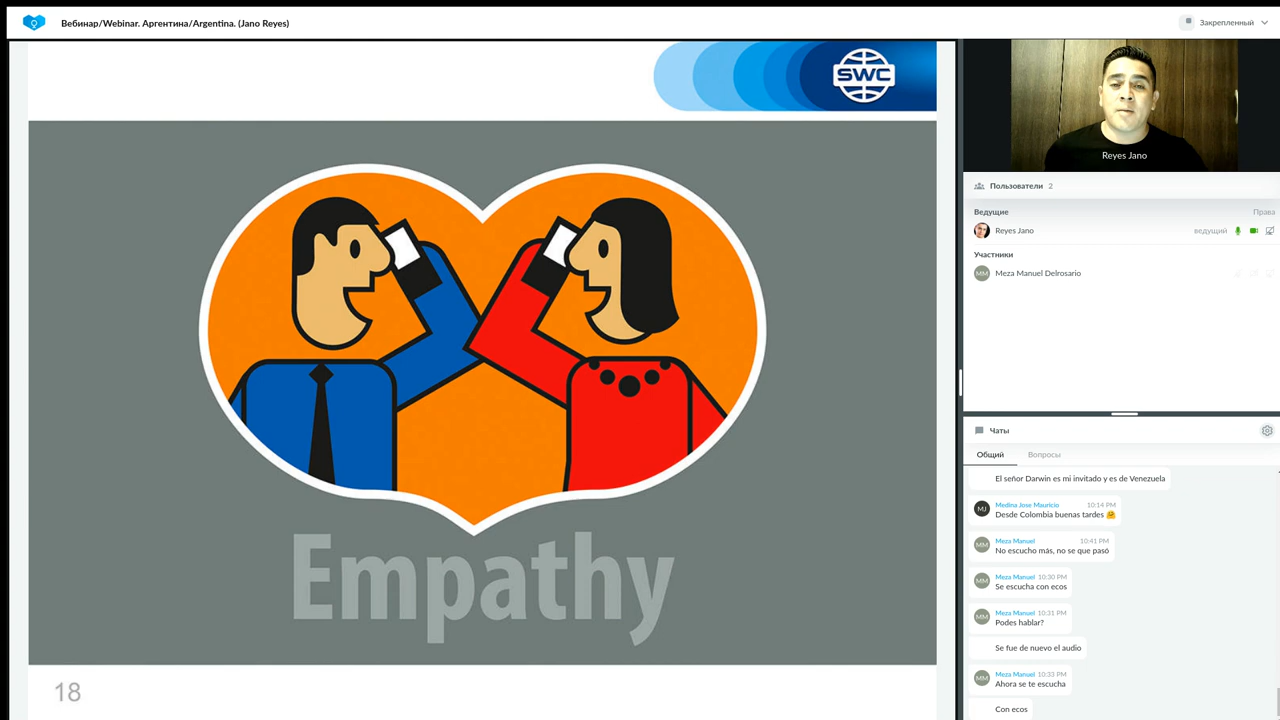 Вебинар/Webinar. Аргентина/Argentina. (Jano Reyes)
Закрепленный
SWC
Empathy
18
Reyes Jano
Пользователи 2
Ведущие Права
Reyes Jano ведущий
Участники
MM Meza Manuel Delrosario
Чаты
Общий Вопросы
El señor Darwin es mi invitado y es de Venezuela
MJ Medina Jose Mauricio 10:14 PM
Desde Colombia buenas tardes 🤗
MM Meza Manuel 10:41 PM
No escucho más, no se que pasó
MM Meza Manuel 10:30 PM
Se escucha con ecos
MM Meza Manuel 10:31 PM
Podes hablar?
Se fue de nuevo el audio
MM Meza Manuel 10:33 PM
Ahora se te escucha
Con ecos